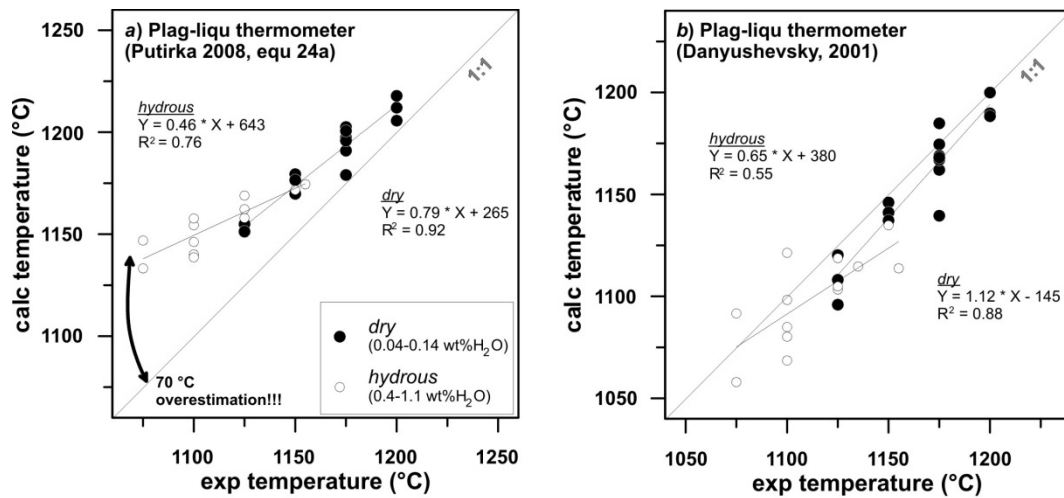 a) Plag-liqu thermometer
(Putirka 2008, equ 24a)
1:1
hydrous
Y = 0.46 * X + 643
R² = 0.76
dry
Y = 0.79 * X + 265
R² = 0.92
70 °C
overestimation!!!
dry
(0.04-0.14 wt%H₂O)
hydrous
(0.4-1.1 wt%H₂O)
calc temperature (°C)
1250
1200
1150
1100
1100
1150
1200
1250
exp temperature (°C)
b) Plag-liqu thermometer
(Danyushevsky, 2001)
1:1
hydrous
Y = 0.65 * X + 380
R² = 0.55
dry
Y = 1.12 * X - 145
R² = 0.88
calc temperature (°C)
1200
1150
1100
1050
1050
1100
1150
1200
exp temperature (°C)